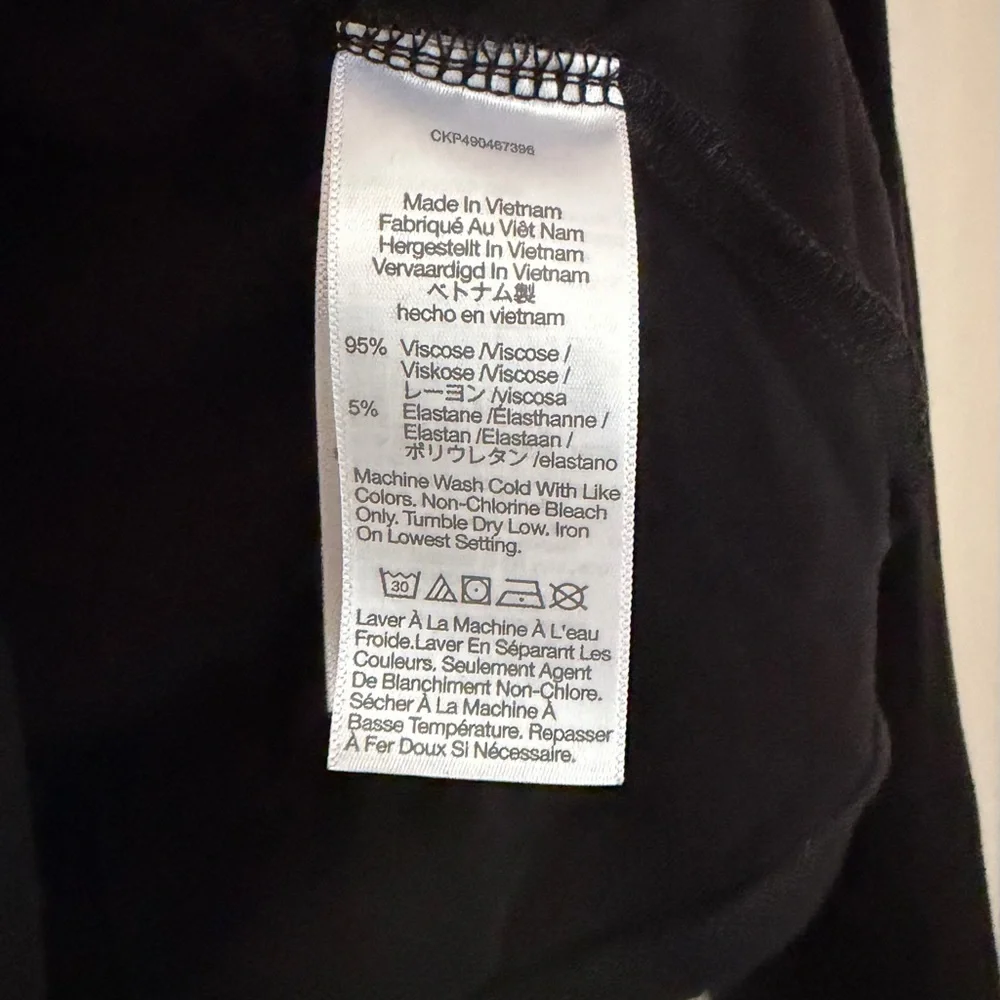 CKP490467396
Made In Vietnam
Fabriqué Au Viêt Nam
Hergestellt In Vietnam
Vervaardigd In Vietnam
ベトナム製
hecho en vietnam
95% Viscose /Viscose /
Viskose /Viscose /
レーヨン /viscosa
5% Elastane /Élasthanne /
Elastan /Elastaan /
ポリウレタン /elastano
Machine Wash Cold With Like
Colors. Non-Chlorine Bleach
Only. Tumble Dry Low. Iron
On Lowest Setting.
30
Laver À La Machine À L'eau
Froide.Laver En Séparant Les
Couleurs. Seulement Agent
De Blanchiment Non-Chlore.
Sécher À La Machine À
Basse Température. Repasser
À Fer Doux Si Nécessaire.